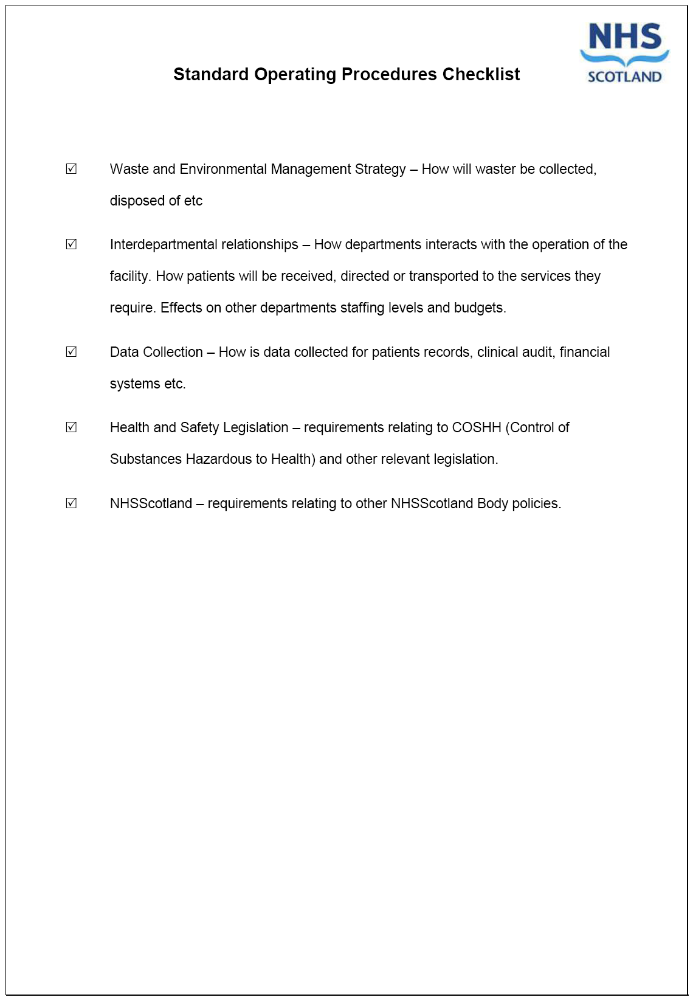 NHS
SCOTLAND
Standard Operating Procedures Checklist
☑ Waste and Environmental Management Strategy – How will waster be collected,
disposed of etc
☑ Interdepartmental relationships – How departments interacts with the operation of the
facility. How patients will be received, directed or transported to the services they
require. Effects on other departments staffing levels and budgets.
☑ Data Collection – How is data collected for patients records, clinical audit, financial
systems etc.
☑ Health and Safety Legislation – requirements relating to COSHH (Control of
Substances Hazardous to Health) and other relevant legislation.
☑ NHSScotland – requirements relating to other NHSScotland Body policies.